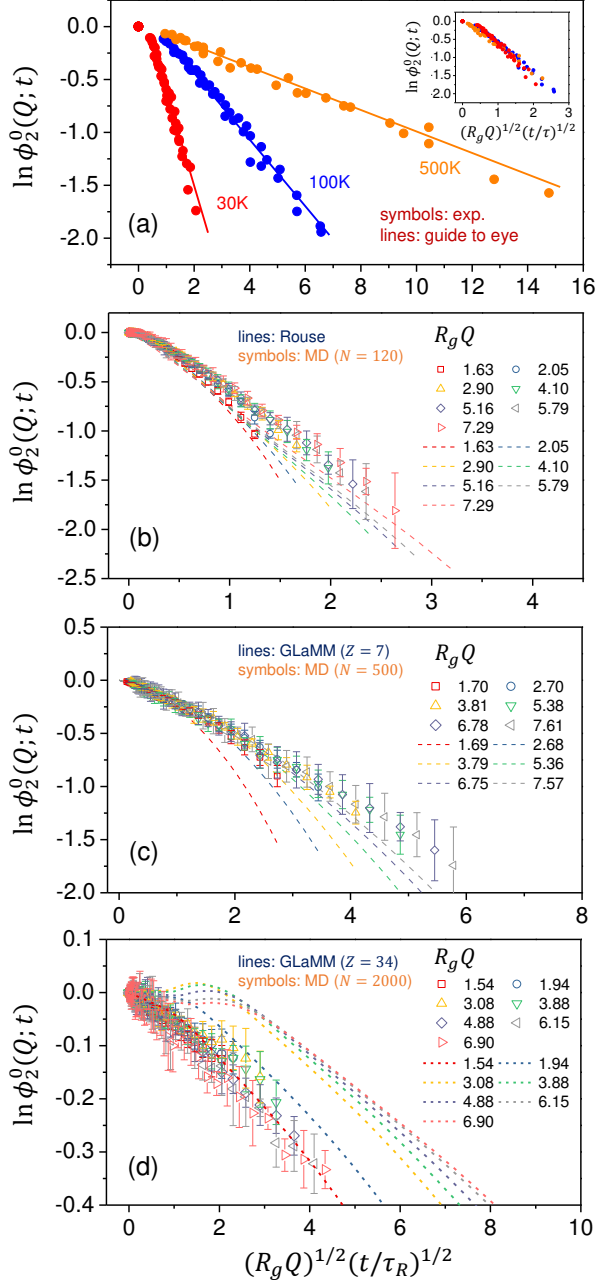 0.0
-0.5
-1.0
-1.5
-2.0
ln ϕ₂⁰(Q; t)
(a)
30K
100K
500K
symbols: exp.
lines: guide to eye
0 2 4 6 8 10 12 14 16
0.0
-0.5
-1.0
-1.5
-2.0
ln ϕ₂⁰(Q; t)
0 1 2 3
(R_gQ)^1/2(t/τ)^1/2
0.0
-0.5
-1.0
-1.5
-2.0
-2.5
ln ϕ₂⁰(Q; t)
(b)
lines: Rouse
symbols: MD (N = 120)
R_gQ
1.63 2.05
2.90 4.10
5.16 5.79
7.29
1.63 2.05
2.90 4.10
5.16 5.79
7.29
0 1 2 3 4
0.5
0.0
-0.5
-1.0
-1.5
-2.0
ln ϕ₂⁰(Q; t)
(c)
lines: GLaMM (Z = 7)
symbols: MD (N = 500)
R_gQ
1.70 2.70
3.81 5.38
6.78 7.61
1.69 2.68
3.79 5.36
6.75 7.57
0 2 4 6 8
0.1
0.0
-0.1
-0.2
-0.3
-0.4
ln ϕ₂⁰(Q; t)
(d)
lines: GLaMM (Z = 34)
symbols: MD (N = 2000)
R_gQ
1.54 1.94
3.08 3.88
4.88 6.15
6.90
1.54 1.94
3.08 3.88
4.88 6.15
6.90
0 2 4 6 8 10
(R_gQ)^1/2(t/τ_R)^1/2